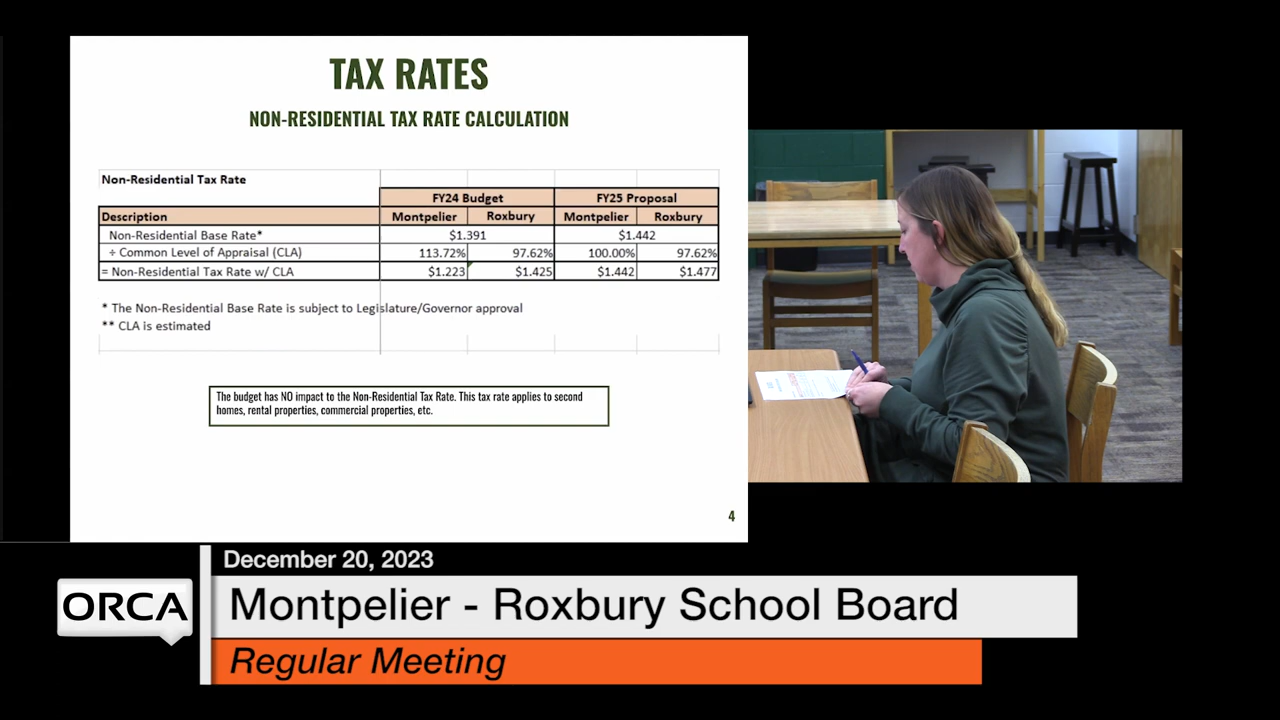 TAX RATES
NON-RESIDENTIAL TAX RATE CALCULATION
Non-Residential Tax Rate
FY24 Budget FY25 Proposal
Description Montpelier Roxbury Montpelier Roxbury
Non-Residential Base Rate* $1.391 $1.442
÷ Common Level of Appraisal (CLA) 113.72% 97.62% 100.00% 97.62%
= Non-Residential Tax Rate w/ CLA $1.223 $1.425 $1.442 $1.477
* The Non-Residential Base Rate is subject to Legislature/Governor approval
** CLA is estimated
The budget has NO impact to the Non-Residential Tax Rate. This tax rate applies to second
homes, rental properties, commercial properties, etc.
4
December 20, 2023
ORCA
Montpelier - Roxbury School Board
Regular Meeting